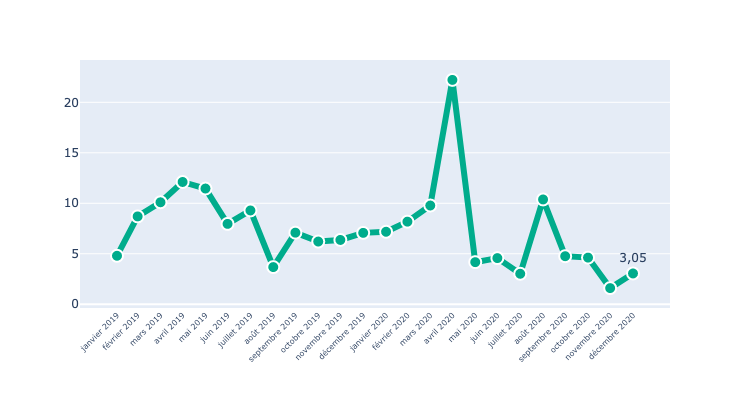 20
15
10
5
0
3,05
janvier 2019
février 2019
mars 2019
avril 2019
mai 2019
juin 2019
juillet 2019
août 2019
septembre 2019
octobre 2019
novembre 2019
décembre 2019
janvier 2020
février 2020
mars 2020
avril 2020
mai 2020
juin 2020
juillet 2020
août 2020
septembre 2020
octobre 2020
novembre 2020
décembre 2020